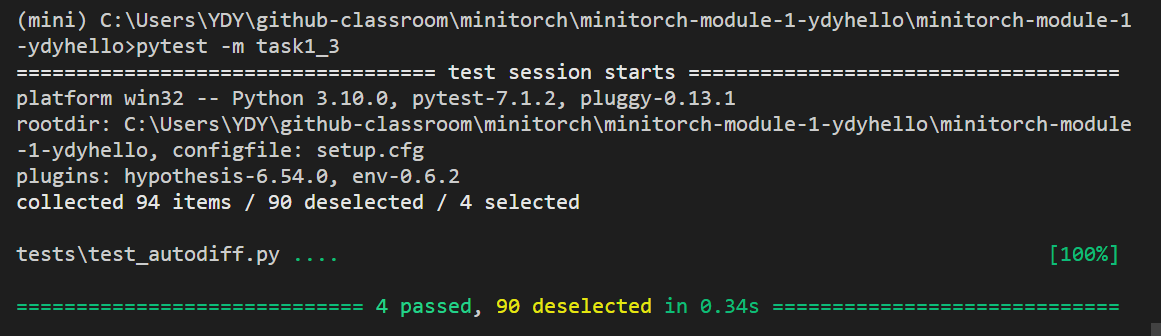 (mini) C:\Users\YDY\github-classroom\minitorch\minitorch-module-1-ydyhello\minitorch-module-1
-ydyhello>pytest -m task1_3
=================================== test session starts ====================================
platform win32 -- Python 3.10.0, pytest-7.1.2, pluggy-0.13.1
rootdir: C:\Users\YDY\github-classroom\minitorch\minitorch-module-1-ydyhello\minitorch-module
-1-ydyhello, configfile: setup.cfg
plugins: hypothesis-6.54.0, env-0.6.2
collected 94 items / 90 deselected / 4 selected
tests\test_autodiff.py .... [100%]
============================= 4 passed, 90 deselected in 0.34s =============================